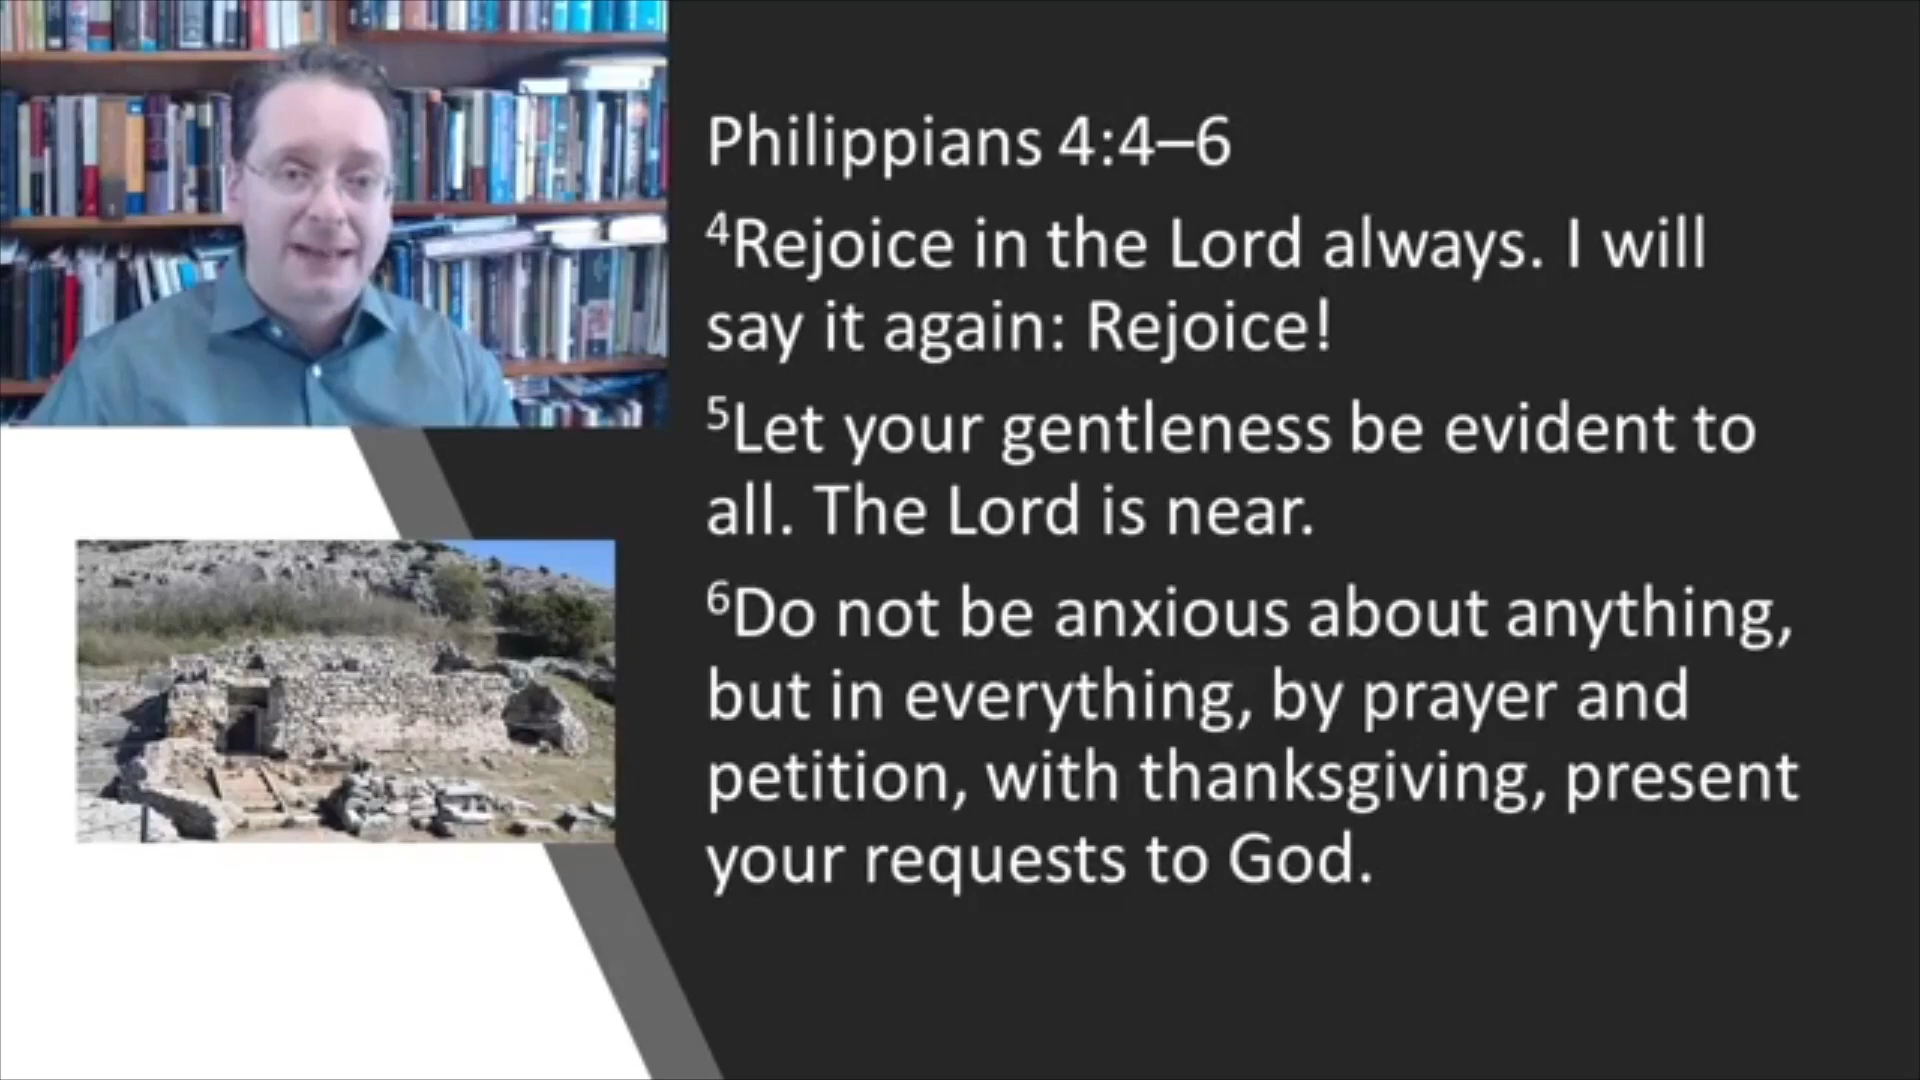 Philippians 4:4–6
⁴Rejoice in the Lord always. I will
say it again: Rejoice!
⁵Let your gentleness be evident to
all. The Lord is near.
⁶Do not be anxious about anything,
but in everything, by prayer and
petition, with thanksgiving, present
your requests to God.